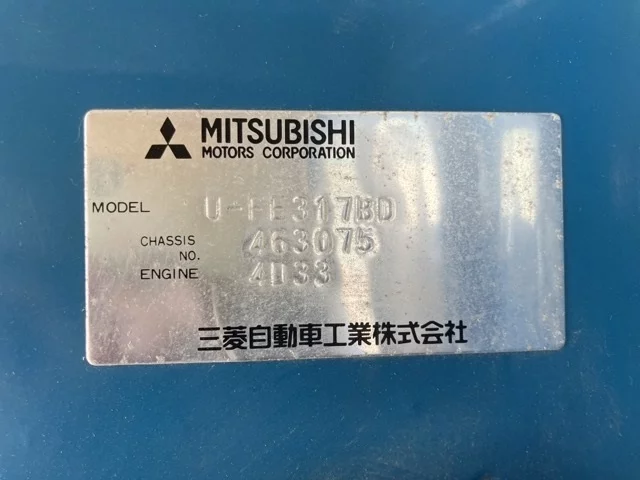 MITSUBISHI
MOTORS CORPORATION
MODEL U-FE317BD
CHASSIS NO. 463075
ENGINE 4D33
三菱自動車工業株式会社